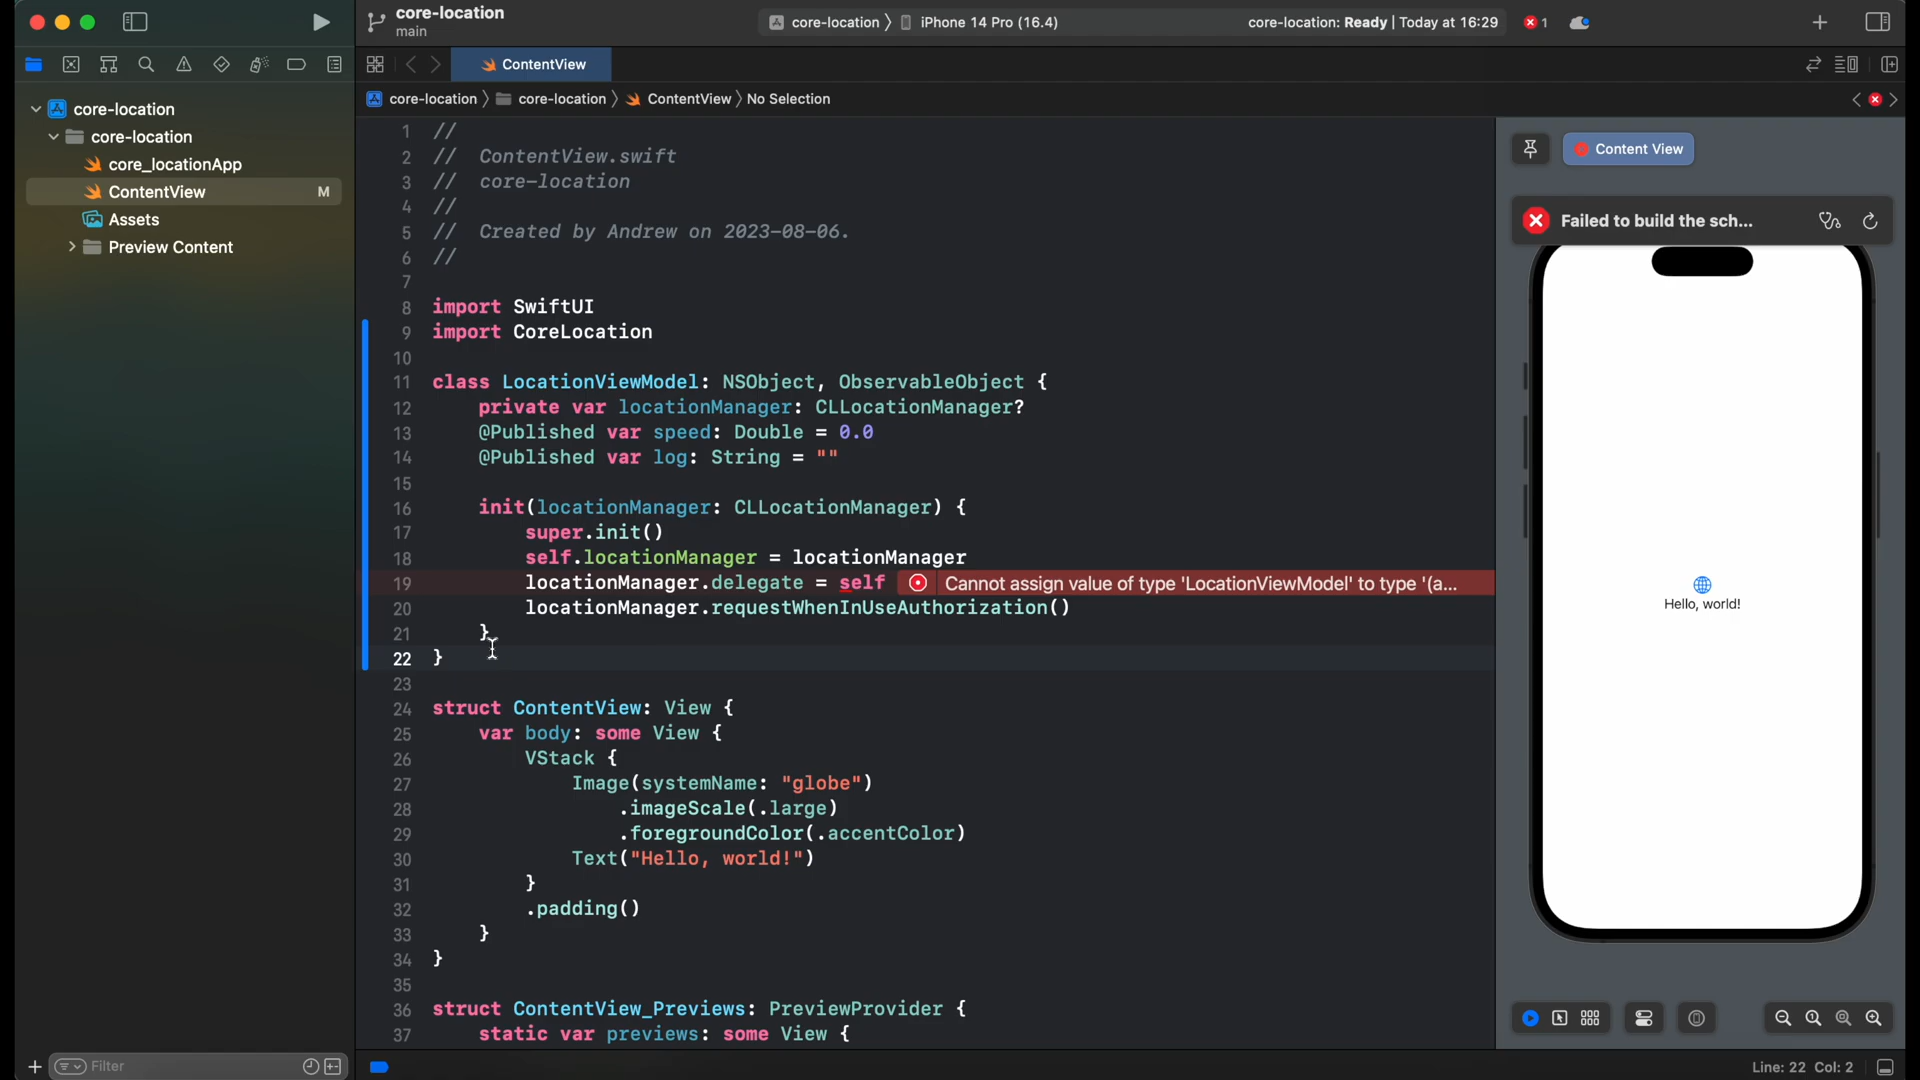 core-location
main
core-location 〉 iPhone 14 Pro (16.4)
core-location: Ready | Today at 16:29
1
ContentView
core-location 〉 core-location 〉 ContentView 〉 No Selection
core-location
core-location
core_locationApp
ContentView M
Assets
Preview Content
1 //
2 //  ContentView.swift
3 //  core-location
4 //
5 //  Created by Andrew on 2023-08-06.
6 //
7
8 import SwiftUI
9 import CoreLocation
10
11 class LocationViewModel: NSObject, ObservableObject {
12     private var locationManager: CLLocationManager?
13     @Published var speed: Double = 0.0
14     @Published var log: String = ""
15
16     init(locationManager: CLLocationManager) {
17         super.init()
18         self.locationManager = locationManager
19         locationManager.delegate = self Cannot assign value of type 'LocationViewModel' to type '(a...
20         locationManager.requestWhenInUseAuthorization()
21     }
22 }
23
24 struct ContentView: View {
25     var body: some View {
26         VStack {
27             Image(systemName: "globe")
28                 .imageScale(.large)
29                 .foregroundColor(.accentColor)
30             Text("Hello, world!")
31         }
32         .padding()
33     }
34 }
35
36 struct ContentView_Previews: PreviewProvider {
37     static var previews: some View {
Content View
Failed to build the sch...
Hello, world!
Filter
Line: 22 Col: 2